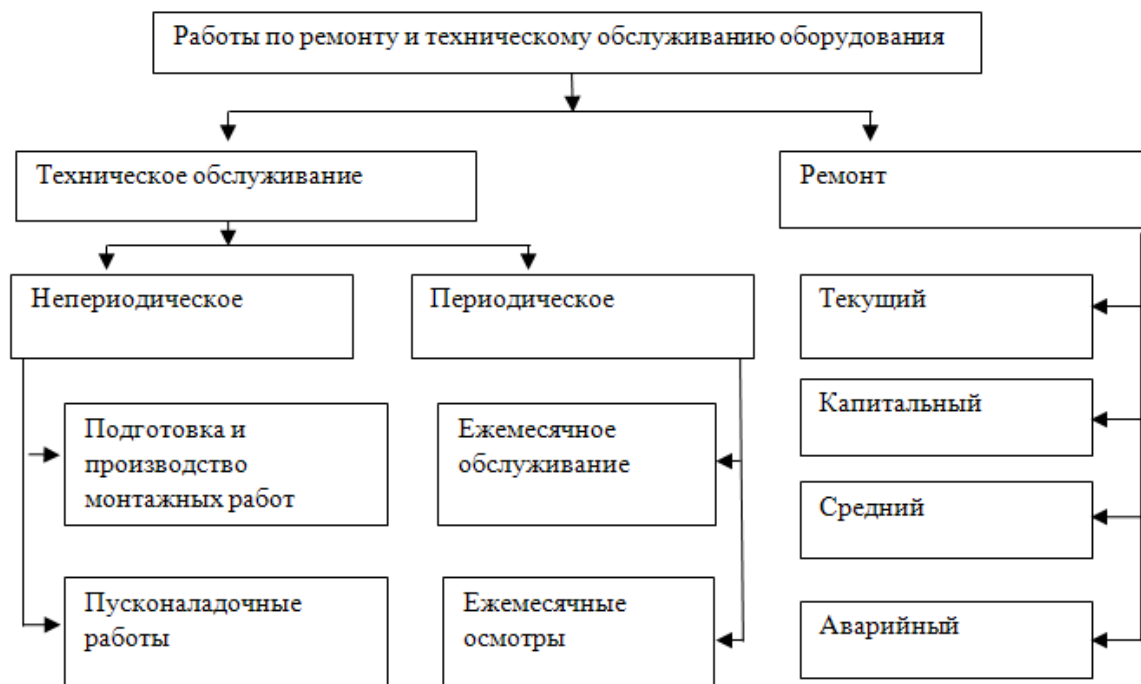 Работы по ремонту и техническому обслуживанию оборудования
Техническое обслуживание
Ремонт
Непериодическое
Периодическое
Текущий
Подготовка и
производство
монтажных работ
Ежемесячное
обслуживание
Капитальный
Средний
Пусконаладочные
работы
Ежемесячные
осмотры
Аварийный